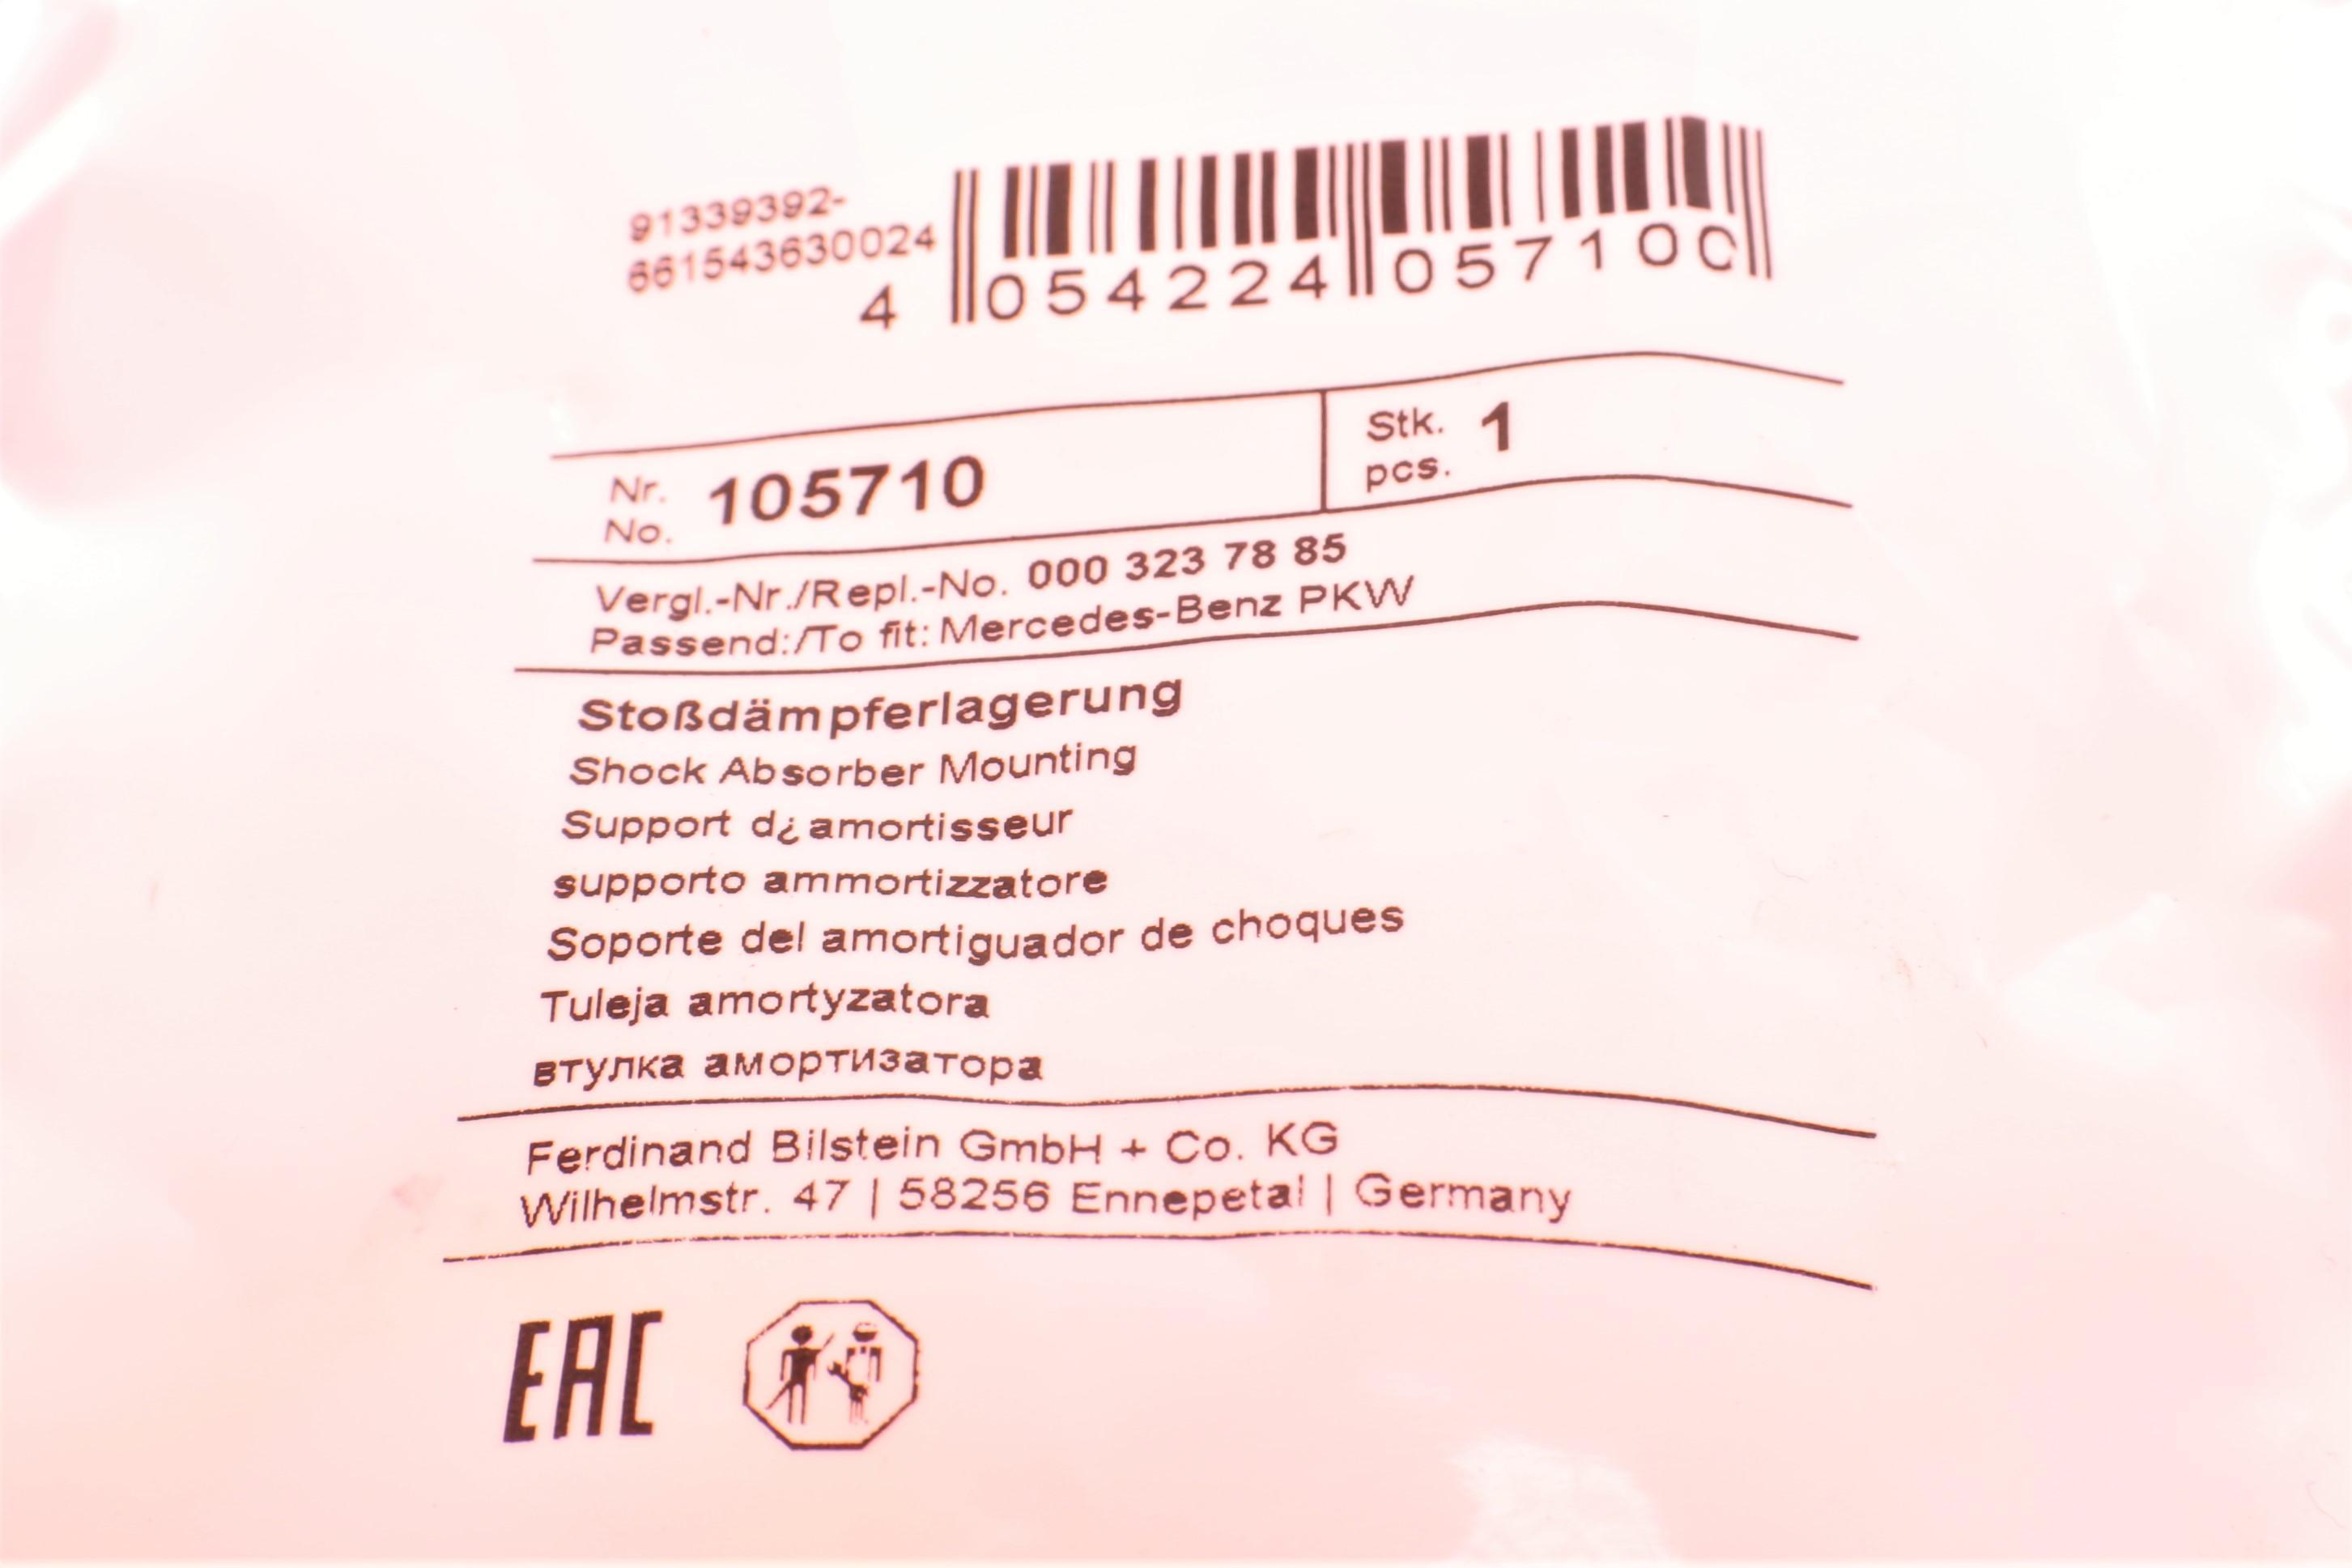 91339392-
661543630024
4 054224 057100
Nr. No. 105710 Stk. pcs. 1
Vergl.-Nr./Repl.-No. 000 323 78 85
Passend:/To fit: Mercedes-Benz PKW
Stoßdämpferlagerung
Shock Absorber Mounting
Support d¿amortisseur
supporto ammortizzatore
Soporte del amortiguador de choques
Tuleja amortyzatora
втулка амортизатора
Ferdinand Bilstein GmbH + Co. KG
Wilhelmstr. 47 | 58256 Ennepetal | Germany
EAC